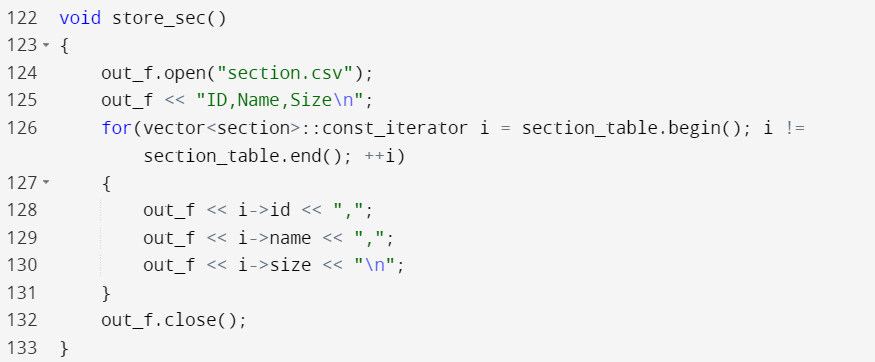 122 void store_sec()
123 {
124 out_f.open("section.csv");
125 out_f << "ID,Name,Size\n";
126 for(vector<section>::const_iterator i = section_table.begin(); i !=
section_table.end(); ++i)
127 {
128 out_f << i->id << ",";
129 out_f << i->name << ",";
130 out_f << i->size << "\n";
131 }
132 out_f.close();
133 }